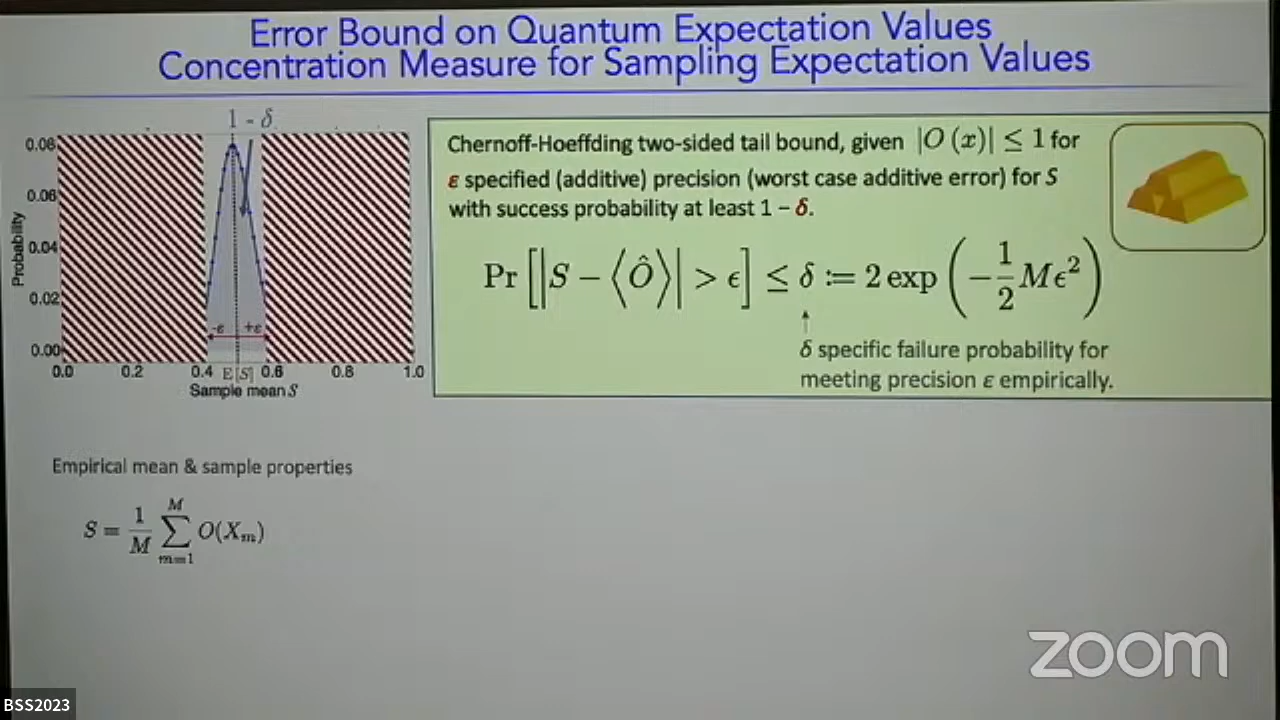 Error Bound on Quantum Expectation Values
Concentration Measure for Sampling Expectation Values
1 - δ
0.08
0.06
0.04
0.02
0.00
Probability
-ε +ε
0.0 0.2 0.4 E[S] 0.6 0.8 1.0
Sample mean S
Chernoff-Hoeffding two-sided tail bound, given |O (x)| ≤ 1 for
ε specified (additive) precision (worst case additive error) for S
with success probability at least 1 – δ.
Pr [|S − ⟨Ô⟩| > ϵ] ≤ δ := 2 exp (−1/2 Mϵ²)
δ specific failure probability for
meeting precision ε empirically.
Empirical mean & sample properties
S = 1/M ∑_{m=1}^{M} O(X_m)
zoom
BSS2023